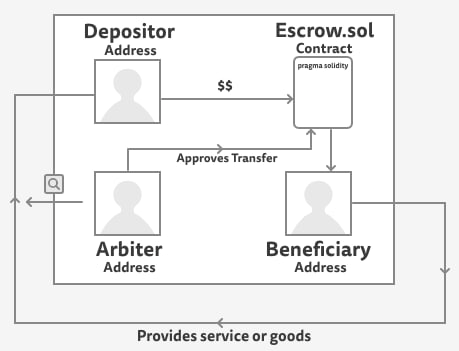 Depositor
Address
Escrow.sol
Contract
pragma solidity
$$
Approves Transfer
Arbiter
Address
Beneficiary
Address
Provides service or goods